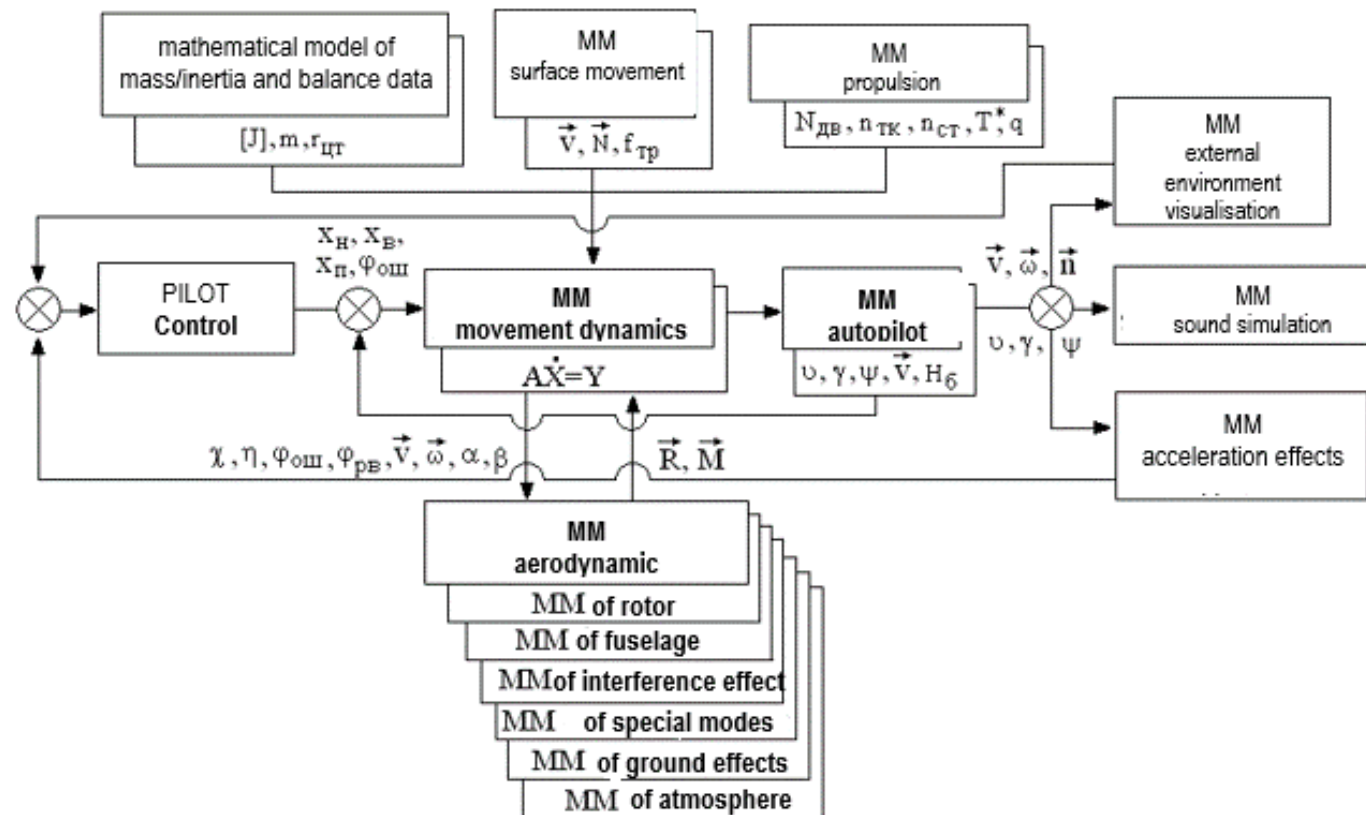 mathematical model of
mass/inertia and balance data
[J], m, r_цт
MM
surface movement
v⃗, N⃗, f_тр
MM
propulsion
N_дв, n_тк, n_ст, T*, q
MM
external
environment
visualisation
x_н, x_в,
x_п, φ_ош
PILOT
Control
MM
movement dynamics
AẊ=Y
MM
autopilot
υ, γ, ψ, v⃗, H_б
v⃗, ω⃗, n⃗
υ, γ, ψ
MM
sound simulation
MM
acceleration effects
χ, η, φ_ош, φ_рв, v⃗, ω⃗, α, β
R⃗, M⃗
MM
aerodynamic
MM of rotor
MM of fuselage
MM of interference effect
MM of special modes
MM of ground effects
MM of atmosphere